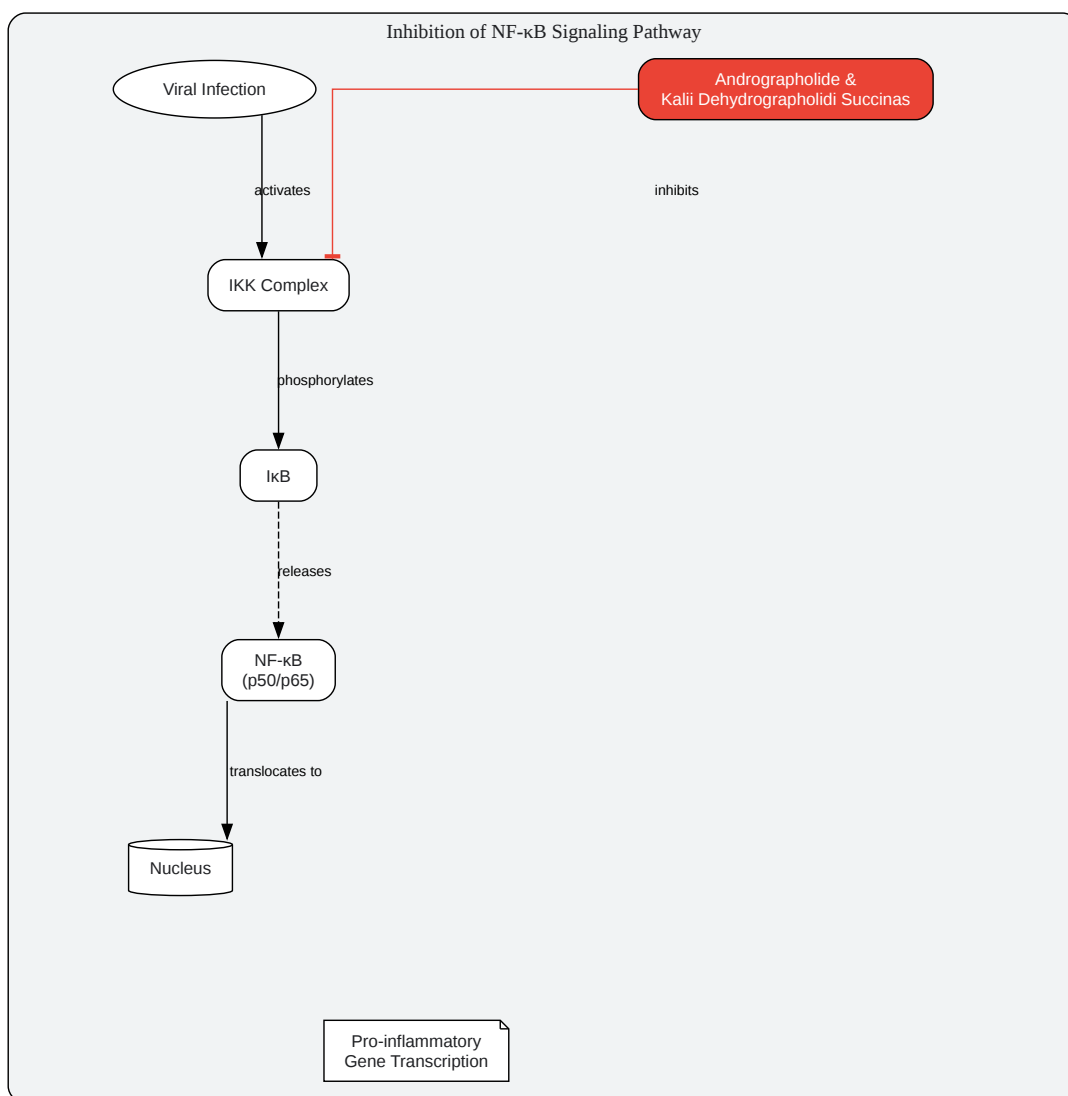 Inhibition of NF-κB Signaling Pathway
Viral Infection
Andrographolide &
Kalii Dehydrographolidi Succinas
activates
inhibits
IKK Complex
phosphorylates
IκB
releases
NF-κB
(p50/p65)
translocates to
Nucleus
Pro-inflammatory
Gene Transcription